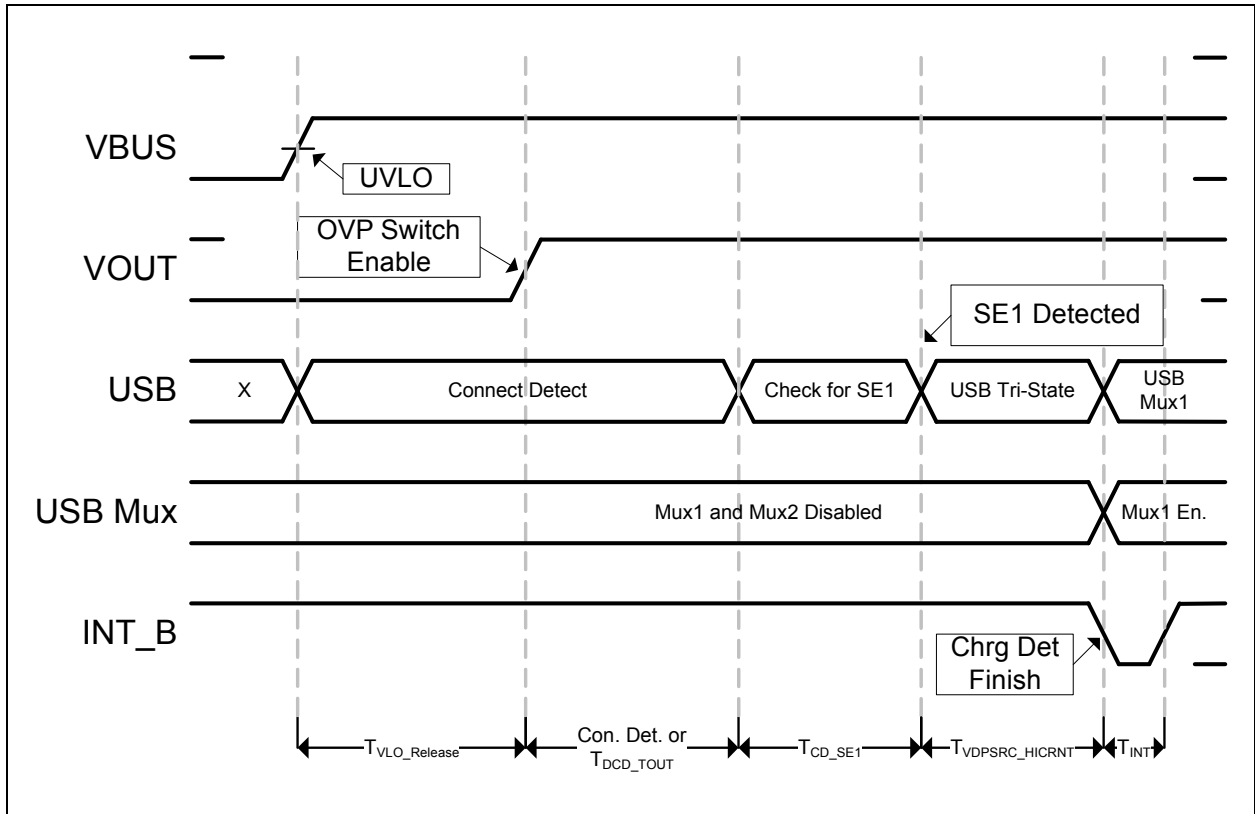 VBUS
UVLO
OVP Switch
Enable
VOUT
SE1 Detected
USB
X
Connect Detect
Check for SE1
USB Tri-State
USB
Mux1
USB Mux
Mux1 and Mux2 Disabled
Mux1 En.
INT_B
Chrg Det
Finish
TVLO_Release
Con. Det. or
TDCD_TOUT
TCD_SE1
TVDPSRC_HICRNT
TINT